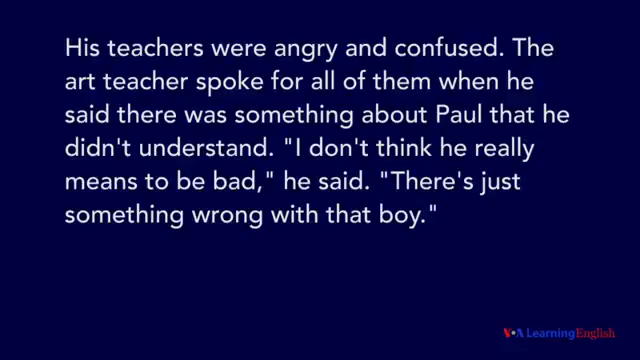 His teachers were angry and confused. The
art teacher spoke for all of them when he
said there was something about Paul that he
didn't understand. "I don't think he really
means to be bad," he said. "There's just
something wrong with that boy."
VOA Learning English